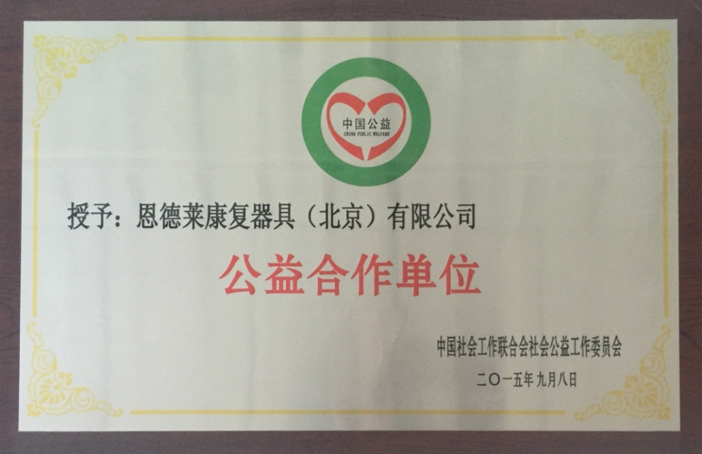 中国公益
CHINA PUBLIC WELFARE
授予：恩德莱康复器具（北京）有限公司
公益合作单位
中国社会工作联合会社会公益工作委员会
二〇一五年九月八日